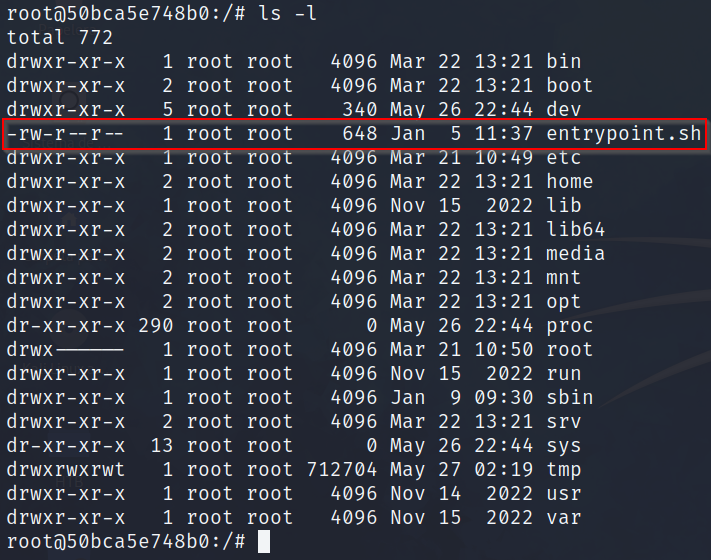 root@50bca5e748b0:/# ls -l
total 772
drwxr-xr-x   1 root root   4096 Mar 22 13:21 bin
drwxr-xr-x   2 root root   4096 Mar 22 13:21 boot
drwxr-xr-x   5 root root    340 May 26 22:44 dev
-rw-r--r--   1 root root    648 Jan  5 11:37 entrypoint.sh
drwxr-xr-x   1 root root   4096 Mar 21 10:49 etc
drwxr-xr-x   2 root root   4096 Mar 22 13:21 home
drwxr-xr-x   1 root root   4096 Nov 15  2022 lib
drwxr-xr-x   2 root root   4096 Mar 22 13:21 lib64
drwxr-xr-x   2 root root   4096 Mar 22 13:21 media
drwxr-xr-x   2 root root   4096 Mar 22 13:21 mnt
drwxr-xr-x   2 root root   4096 Mar 22 13:21 opt
dr-xr-xr-x 290 root root      0 May 26 22:44 proc
drwx------   1 root root   4096 Mar 21 10:50 root
drwxr-xr-x   1 root root   4096 Nov 15  2022 run
drwxr-xr-x   1 root root   4096 Jan  9 09:30 sbin
drwxr-xr-x   2 root root   4096 Mar 22 13:21 srv
dr-xr-xr-x  13 root root      0 May 26 22:44 sys
drwxrwxrwt   1 root root 712704 May 27 02:19 tmp
drwxr-xr-x   1 root root   4096 Nov 14  2022 usr
drwxr-xr-x   1 root root   4096 Nov 15  2022 var
root@50bca5e748b0:/#